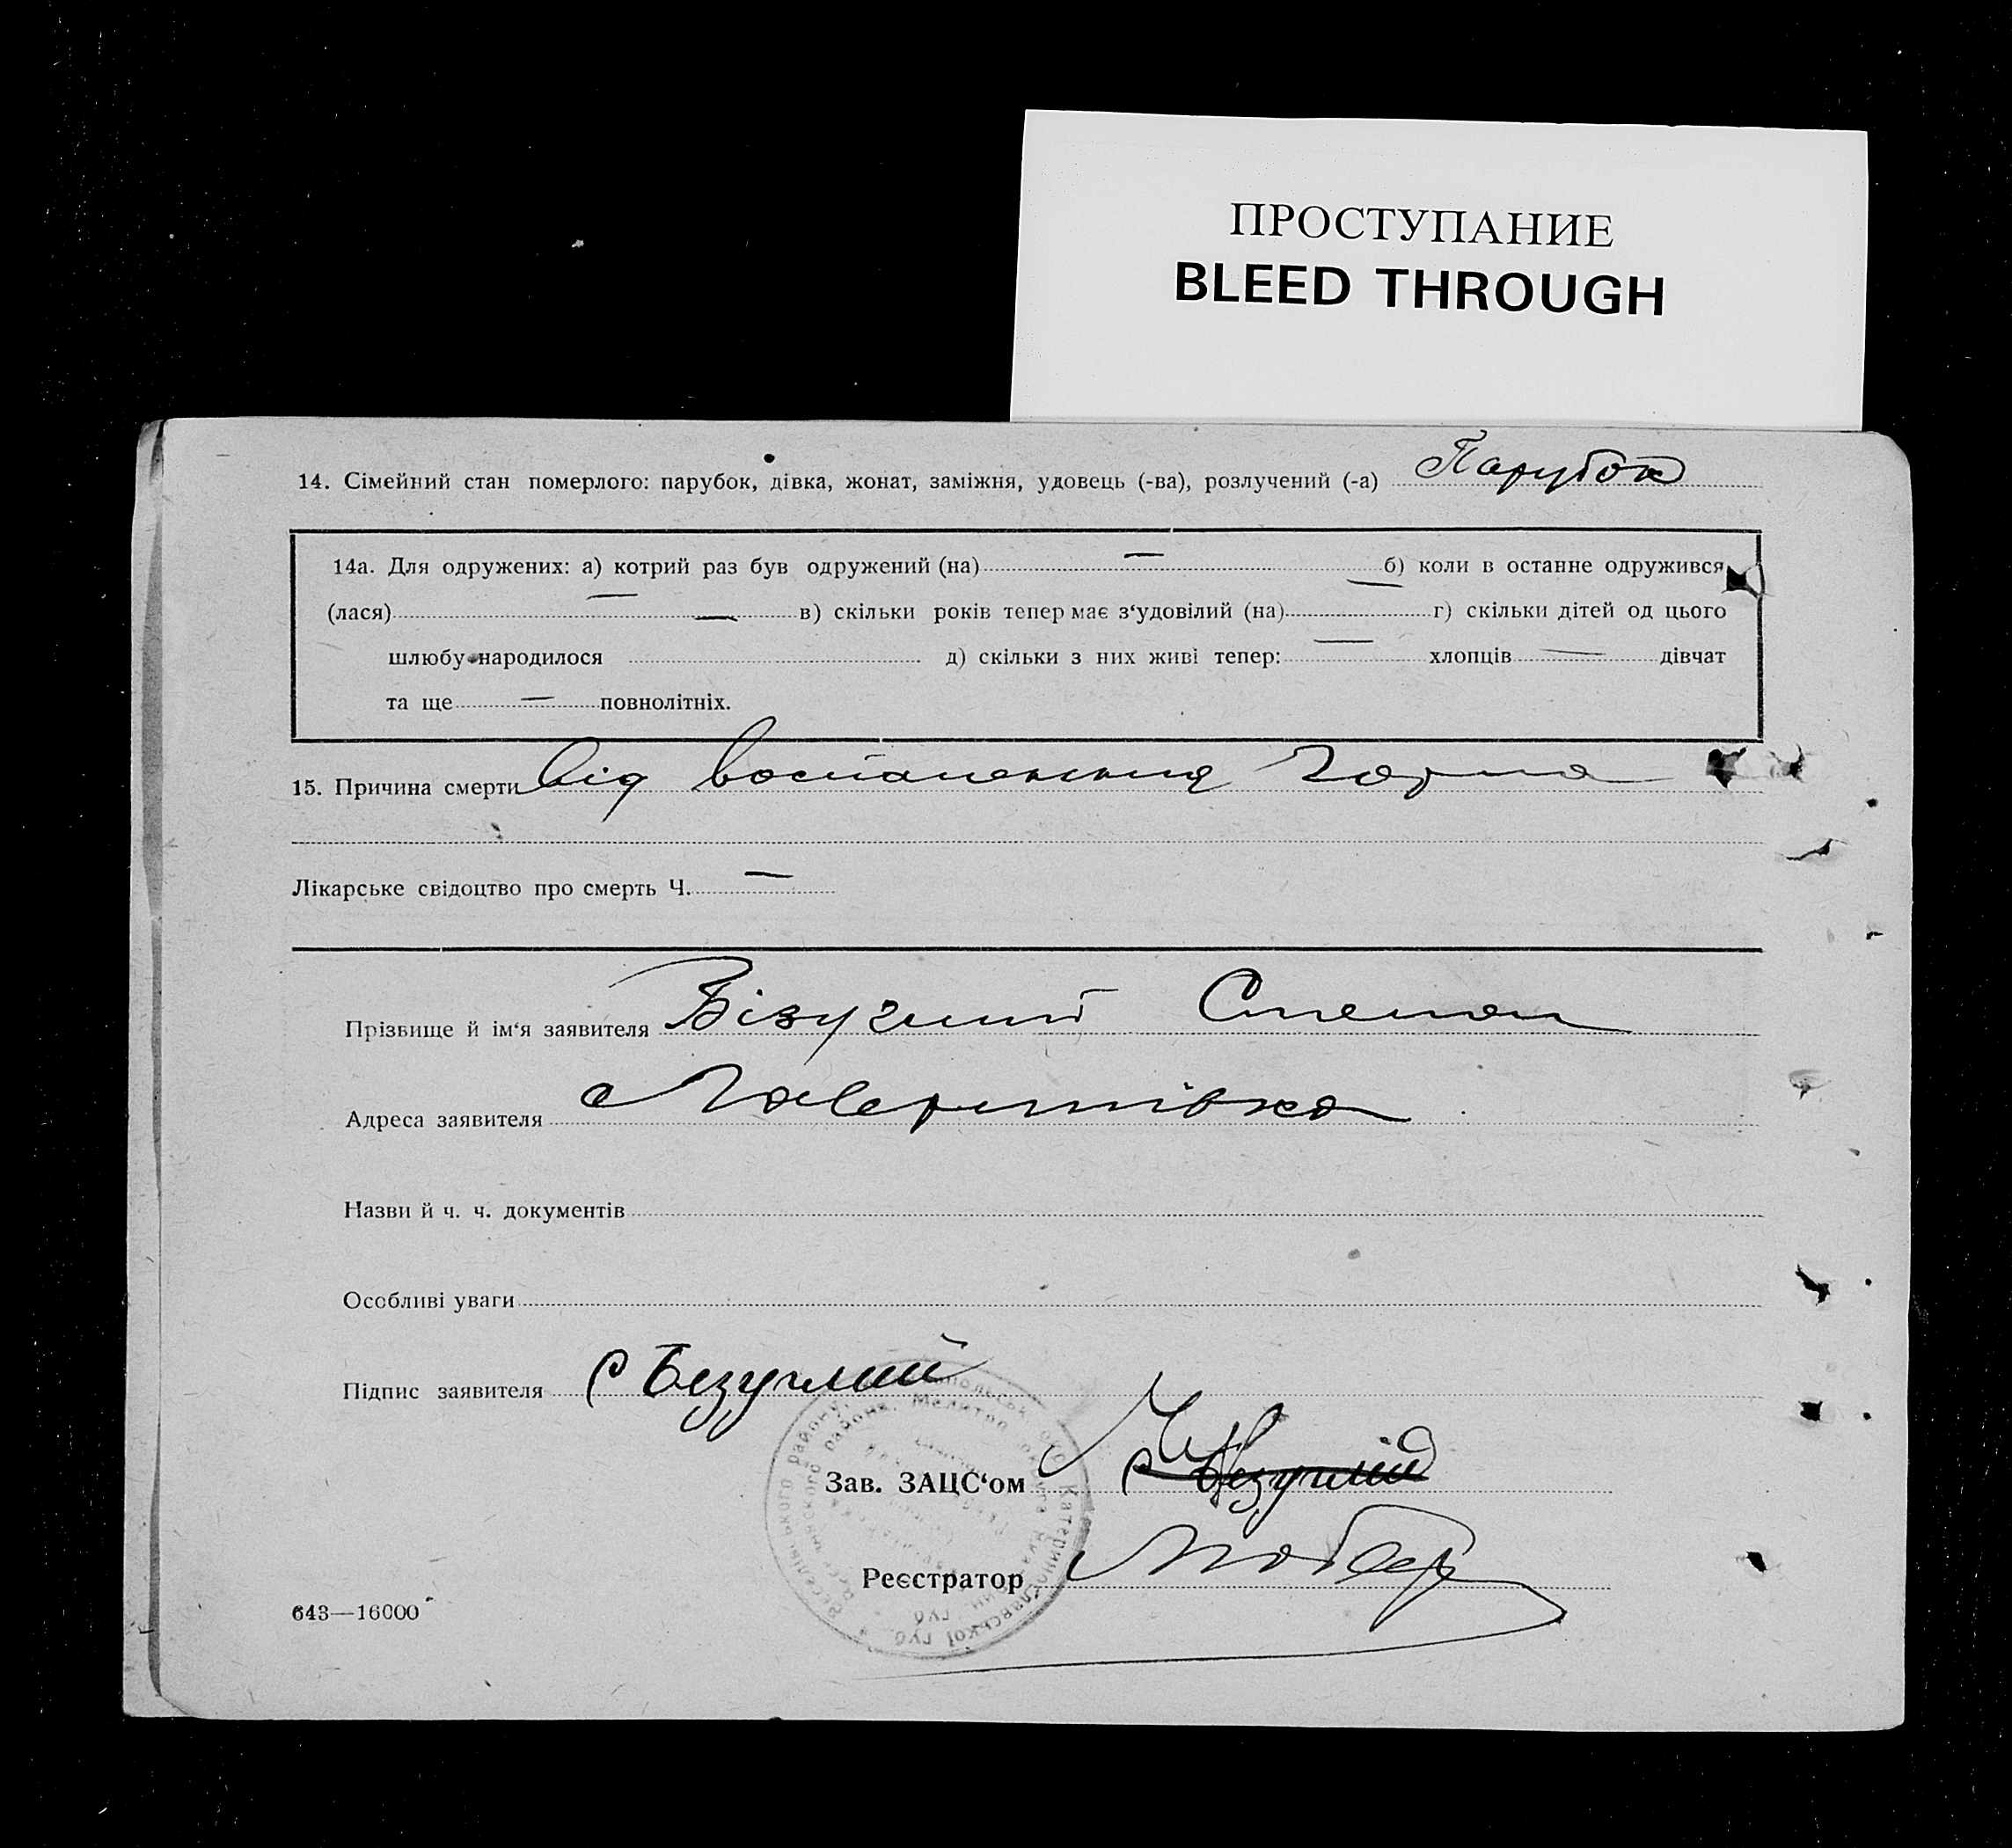 ПРОСТУПАНИЕ
BLEED THROUGH
14. Сімейний стан померлого: парубок, дівка, жонат, заміжня, удовець (-ва), розлучений (-а) Парубок
14а. Для одружених: а) котрий раз був одружений (на) — б) коли в останне одружився
(лася) — — в) скільки років тепер має з‘удовілий (на) — г) скільки дітей од цього
шлюбу народилося д) скільки з них живі тепер: — хлопців — дівчат
та ще — повнолітніх.
15. Причина смерти Від воспаления горла
Лікарське свідоцтво про смерть Ч. —
Прізвище й ім‘я заявителя Бізуглий Степан
Адреса заявителя
Назви й ч. ч. документів
Особливі уваги
Підпис заявителя С Безуглий
Зав. ЗАЦС‘ом С Безуглий
Реєстратор
643—16000